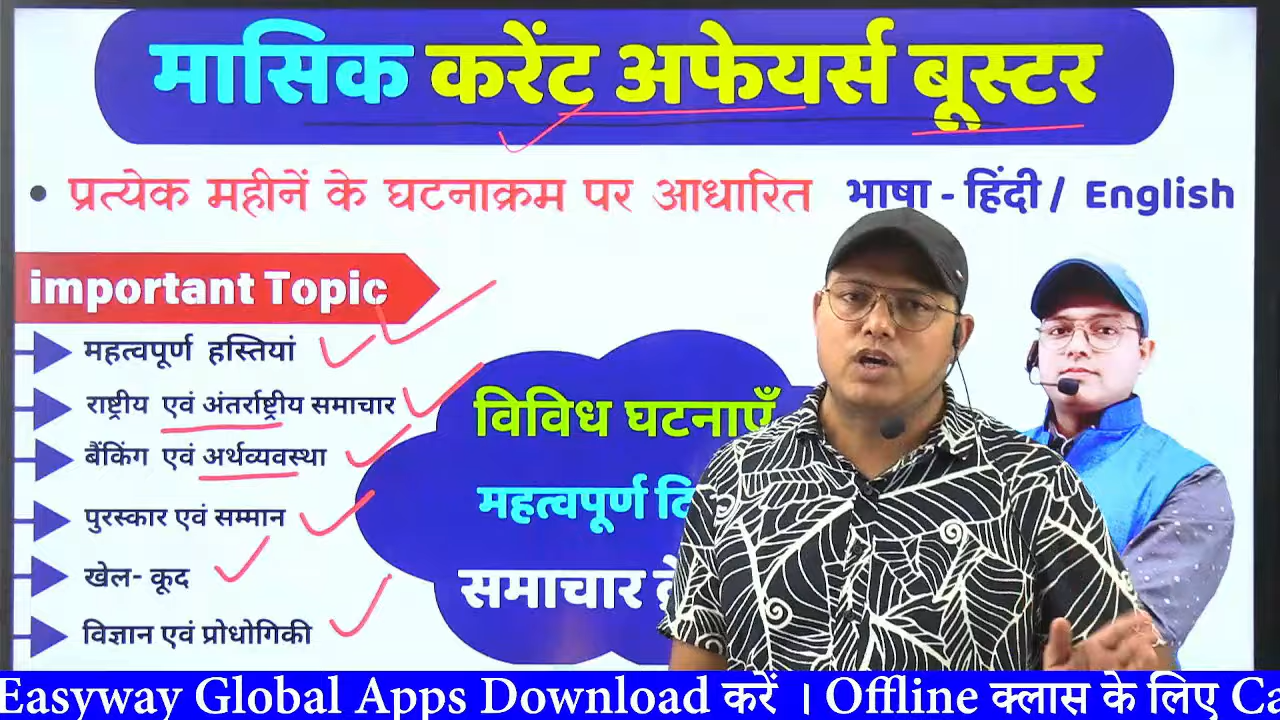 मासिक करेंट अफेयर्स बूस्टर
• प्रत्येक महीनें के घटनाक्रम पर आधारित भाषा - हिंदी / English
important Topic
महत्वपूर्ण हस्तियां
राष्ट्रीय एवं अंतर्राष्ट्रीय समाचार
बैंकिंग एवं अर्थव्यवस्था
पुरस्कार एवं सम्मान
खेल- कूद
विज्ञान एवं प्रोधोगिकी
विविध घटनाएँ
महत्वपूर्ण
समाचार
Easyway Global Apps Download करें । Offline क्लास के लिए